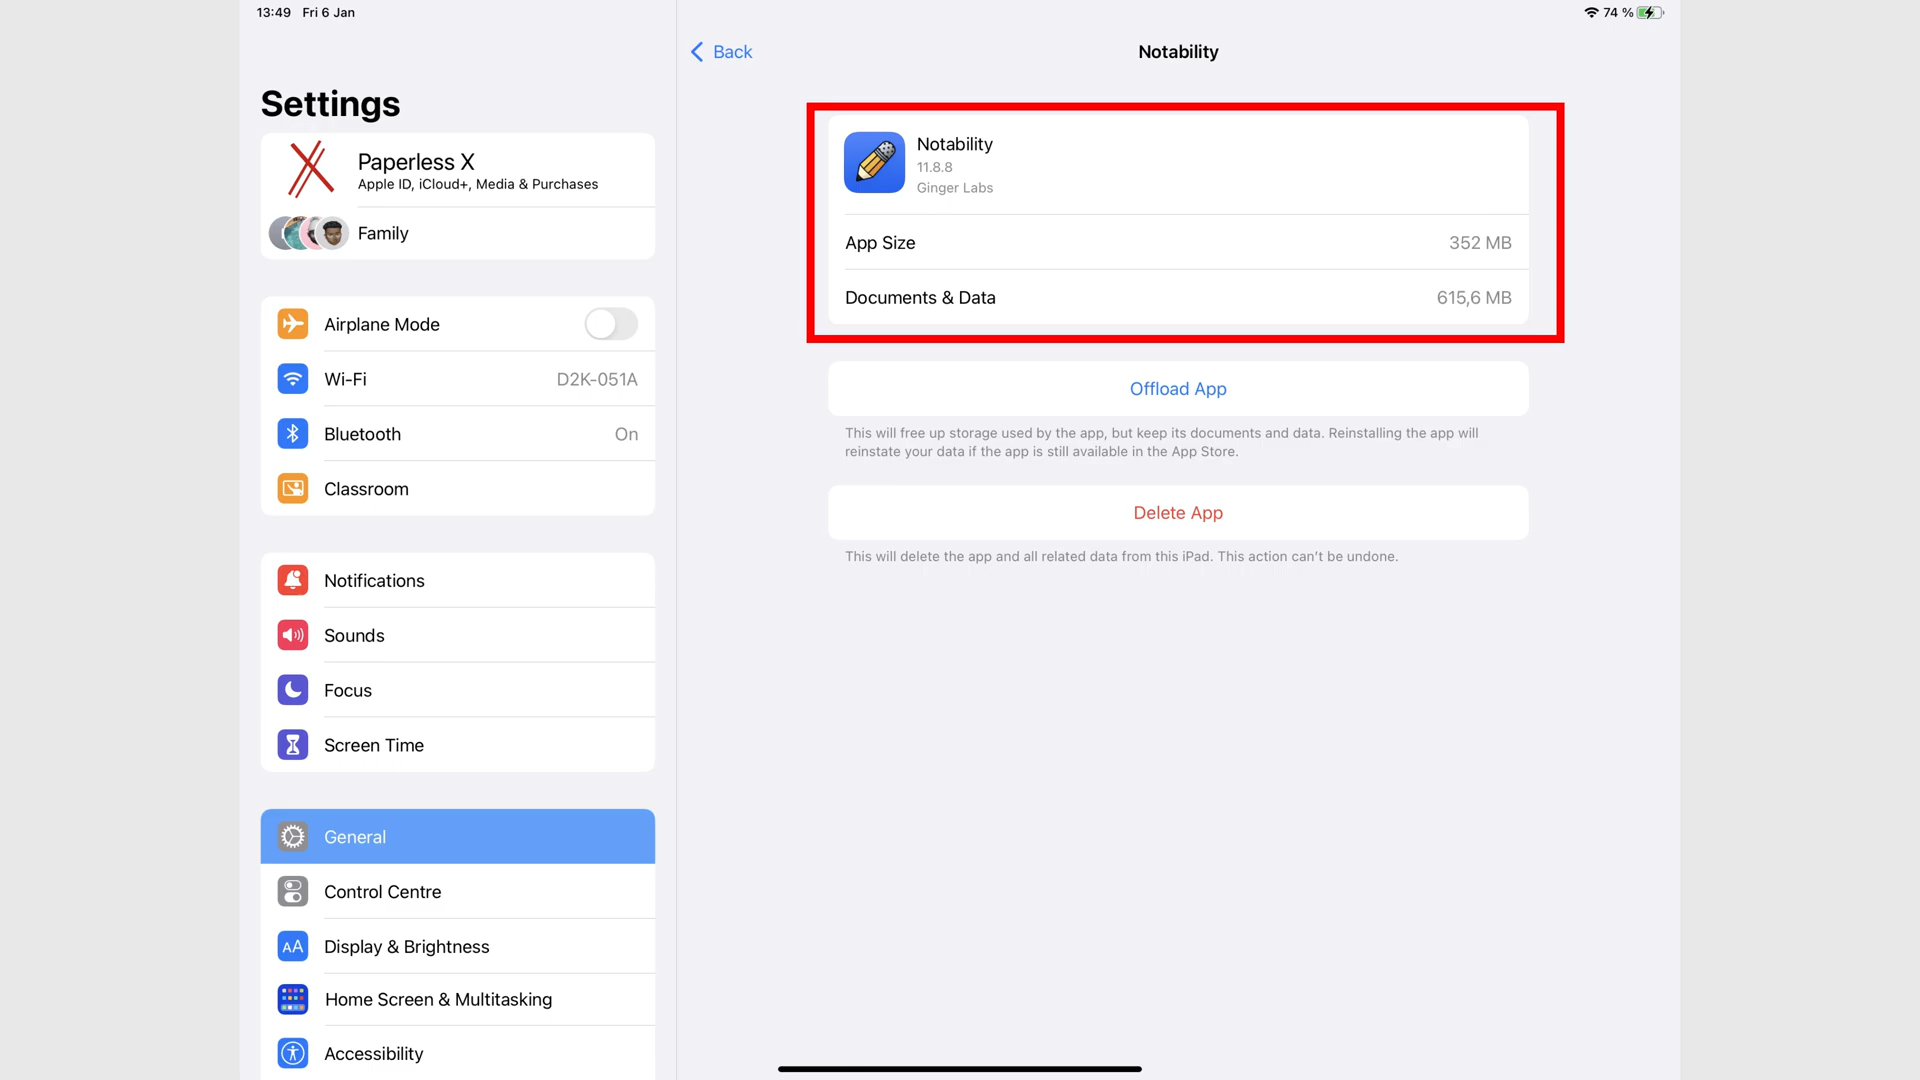 13:49 Fri 6 Jan
74 %
Settings
Paperless X
Apple ID, iCloud+, Media & Purchases
Family
Airplane Mode
Wi-Fi D2K-051A
Bluetooth On
Classroom
Notifications
Sounds
Focus
Screen Time
General
Control Centre
AA Display & Brightness
Home Screen & Multitasking
Accessibility
Back
Notability
Notability
11.8.8
Ginger Labs
App Size 352 MB
Documents & Data 615,6 MB
Offload App
This will free up storage used by the app, but keep its documents and data. Reinstalling the app will
reinstate your data if the app is still available in the App Store.
Delete App
This will delete the app and all related data from this iPad. This action can’t be undone.